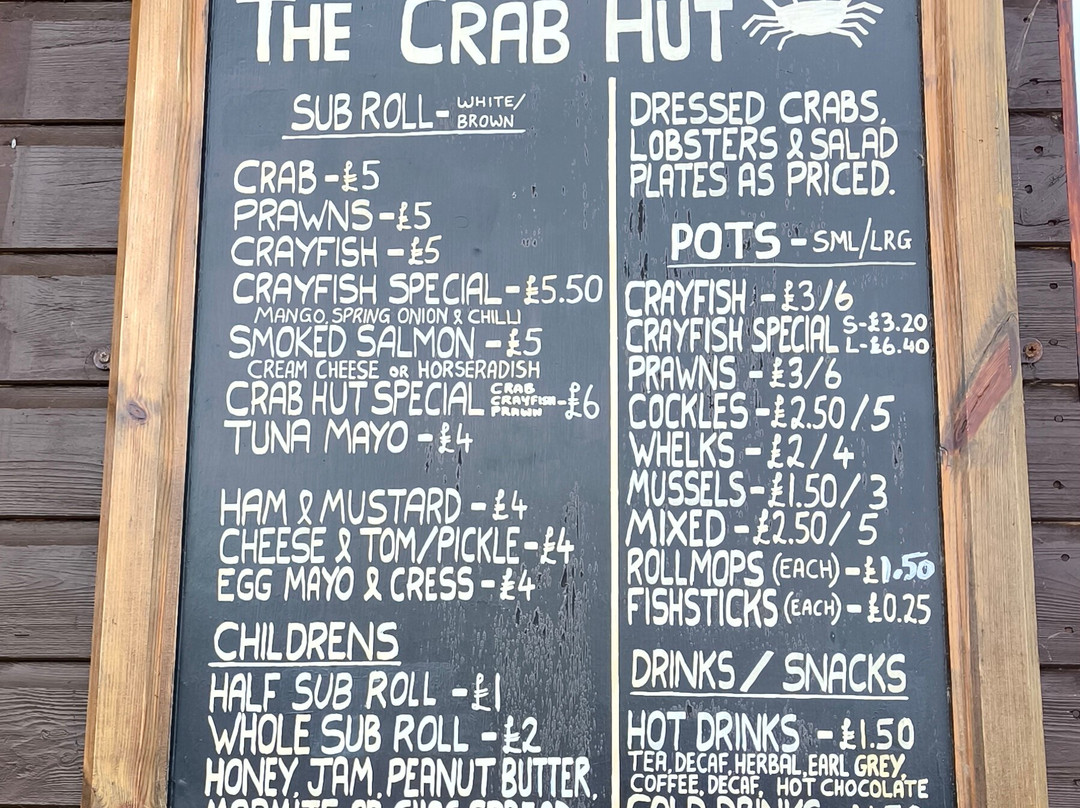 THE CRAB HUT
SUB ROLL- WHITE/
BROWN
CRAB - £5
PRAWNS - £5
CRAYFISH - £5
CRAYFISH SPECIAL - £5.50
MANGO, SPRING ONION & CHILLI
SMOKED SALMON - £5
CREAM CHEESE OR HORSERADISH
CRAB HUT SPECIAL CRAB CRAYFISH PRAWN - £6
TUNA MAYO - £4
HAM & MUSTARD - £4
CHEESE & TOM/PICKLE - £4
EGG MAYO & CRESS - £4
CHILDRENS
HALF SUB ROLL - £1
WHOLE SUB ROLL - £2
HONEY, JAM, PEANUT BUTTER,
MARMITE OR CHOC SPREAD
DRESSED CRABS,
LOBSTERS & SALAD
PLATES AS PRICED.
POTS - SML/LRG
CRAYFISH - £3/6
CRAYFISH SPECIAL S-£3.20
L-£6.40
PRAWNS - £3/6
COCKLES - £2.50/5
WHELKS - £2/4
MUSSELS - £1.50/3
MIXED - £2.50/5
ROLLMOPS (EACH) - £1.50
FISHSTICKS (EACH) - £0.25
DRINKS / SNACKS
HOT DRINKS - £1.50
TEA, DECAF, HERBAL, EARL GREY,
COFFEE, DECAF, HOT CHOCOLATE
COLD DRINKS